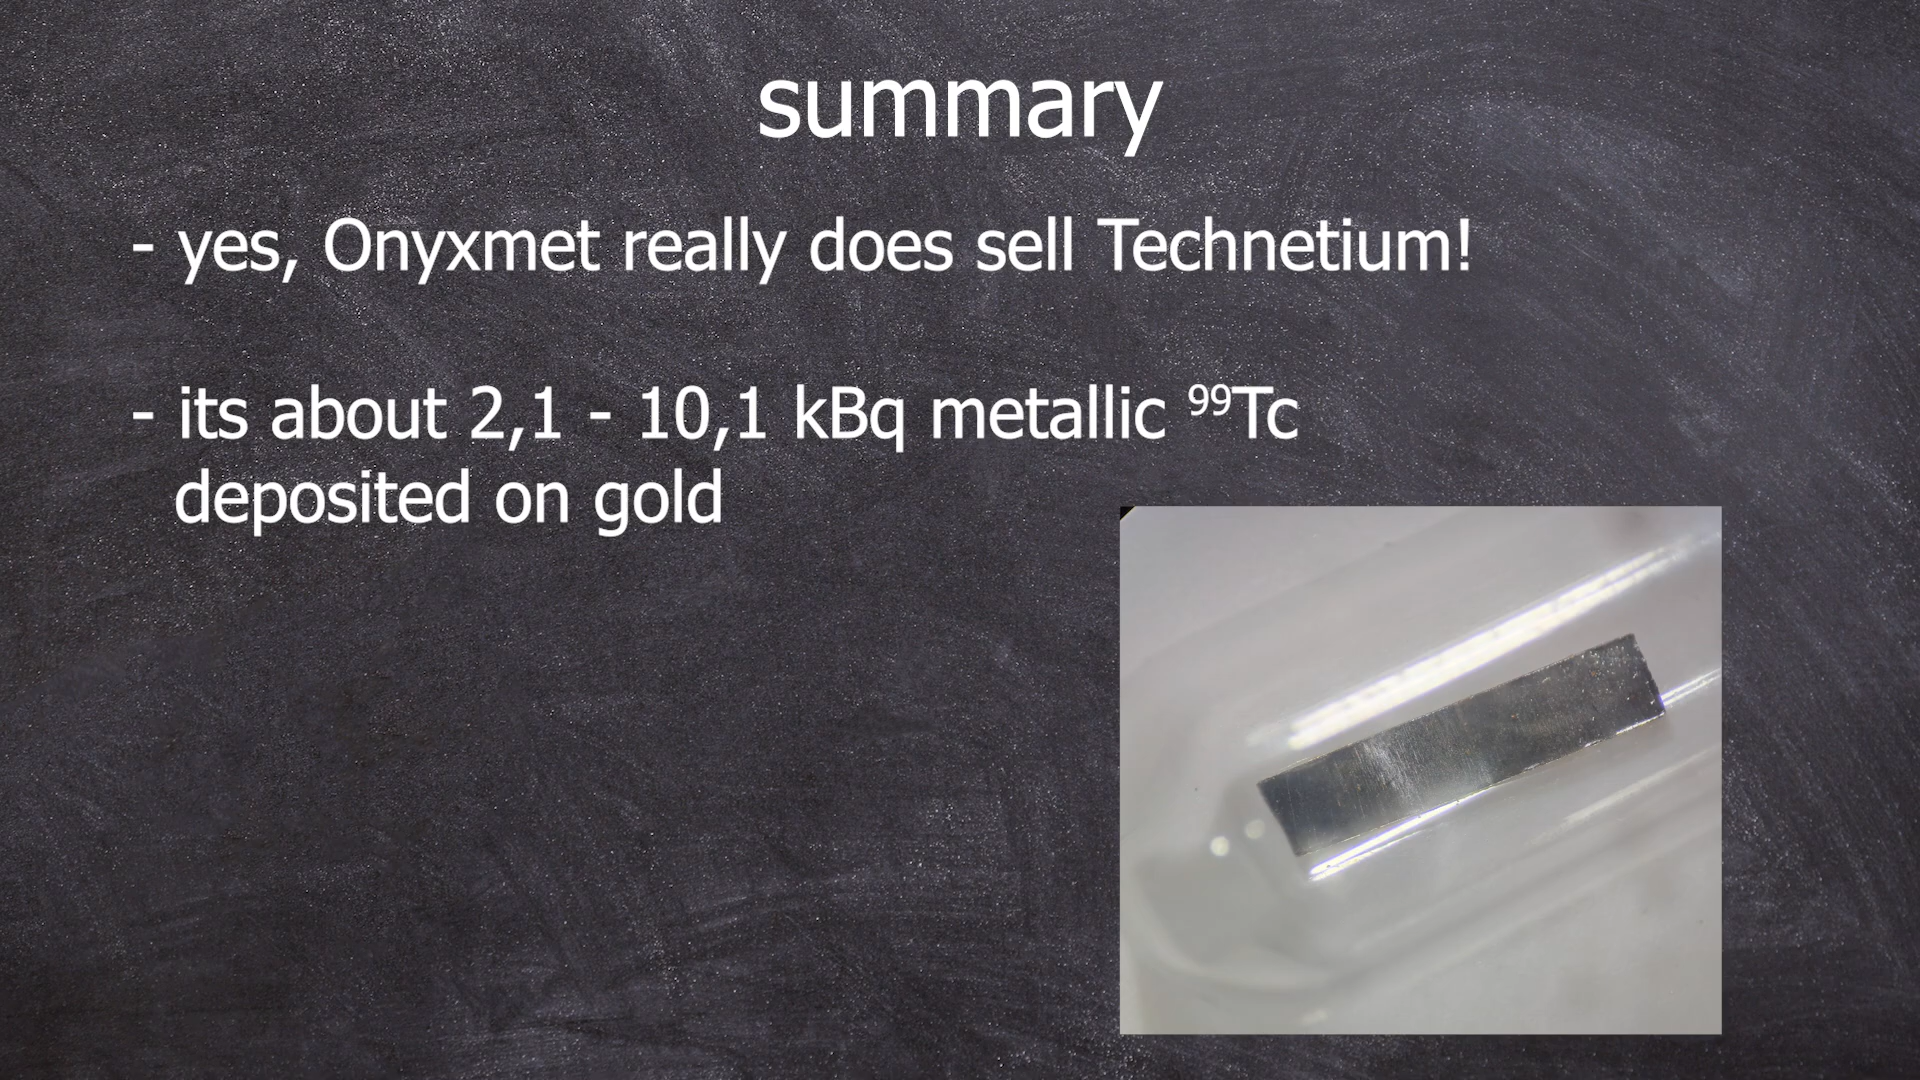 summary
- yes, Onyxmet really does sell Technetium!
- its about 2,1 - 10,1 kBq metallic ⁹⁹Tc
deposited on gold